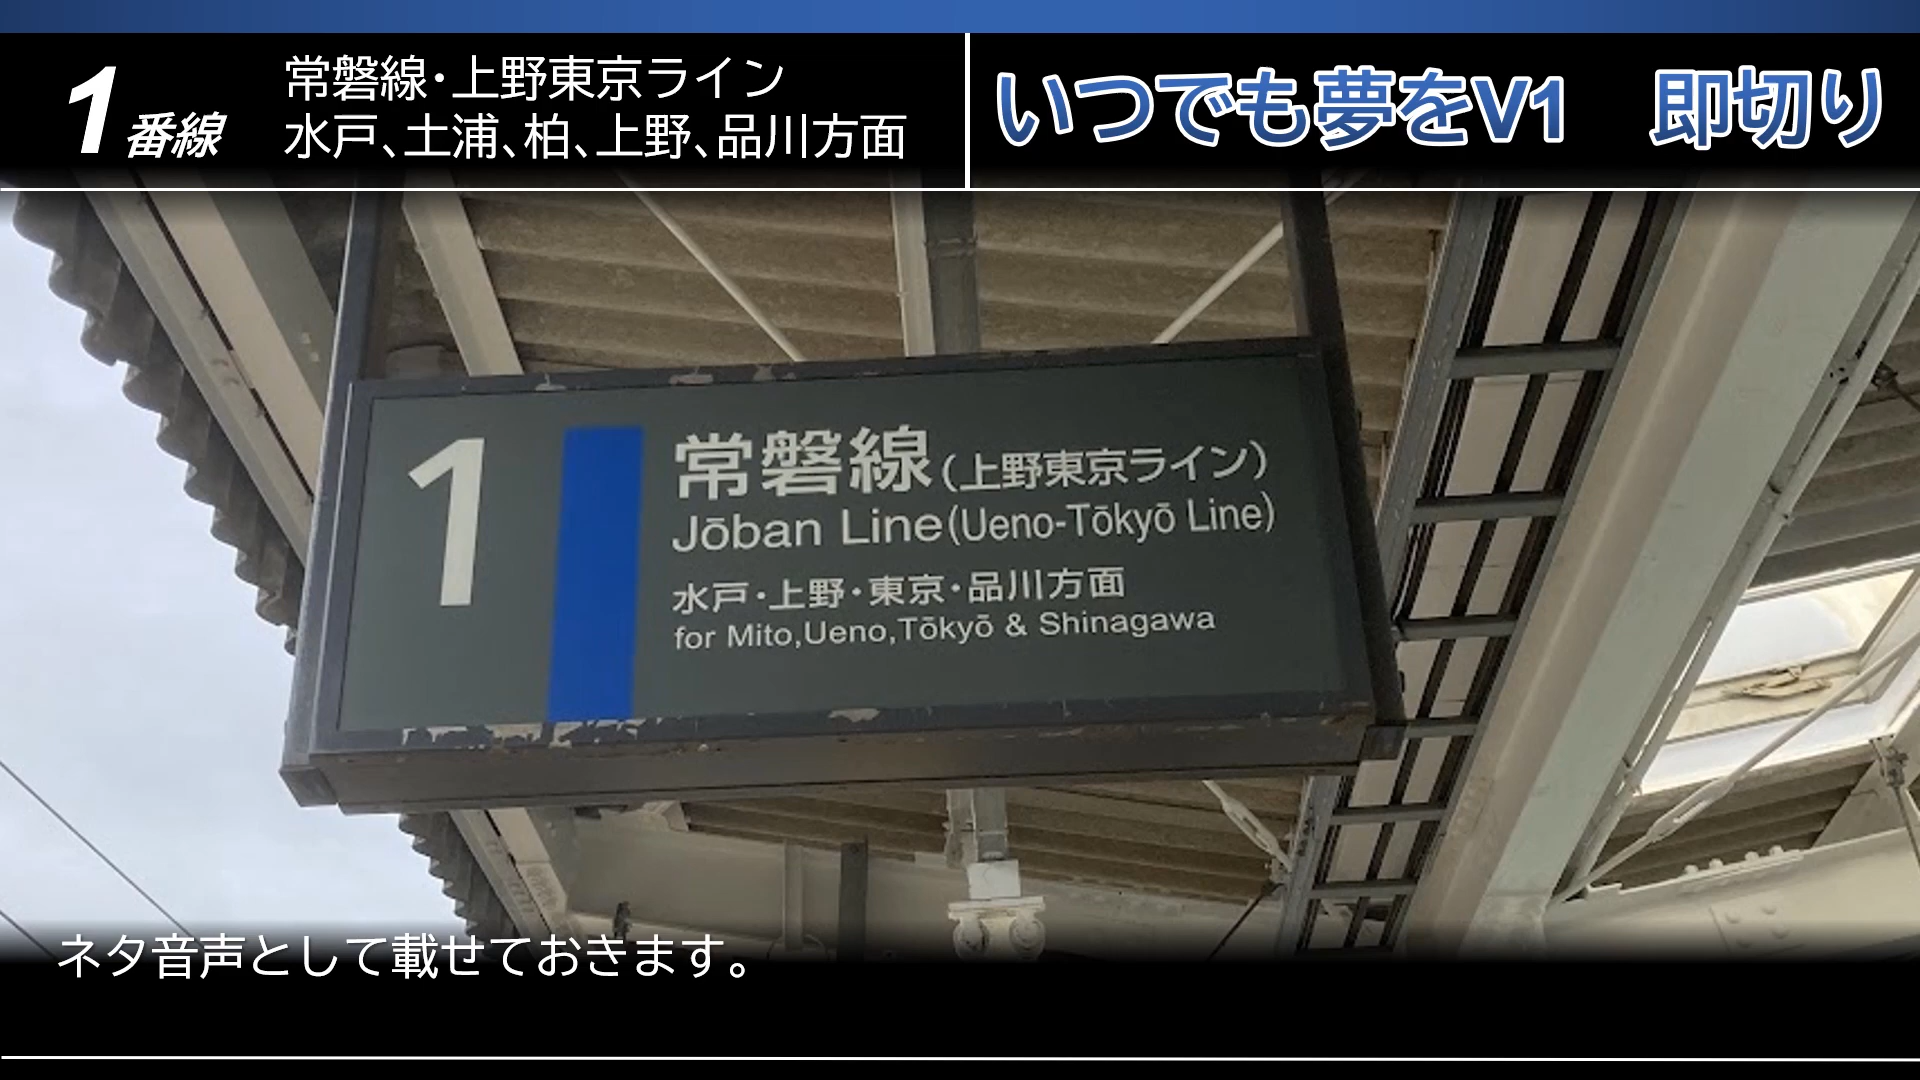 1番線
常磐線・上野東京ライン
水戸、土浦、柏、上野、品川方面
いつでも夢をV1 即切り
1
常磐線(上野東京ライン)
Jōban Line(Ueno-Tōkyō Line)
水戸・上野・東京・品川方面
for Mito,Ueno,Tōkyō & Shinagawa
ネタ音声として載せておきます。